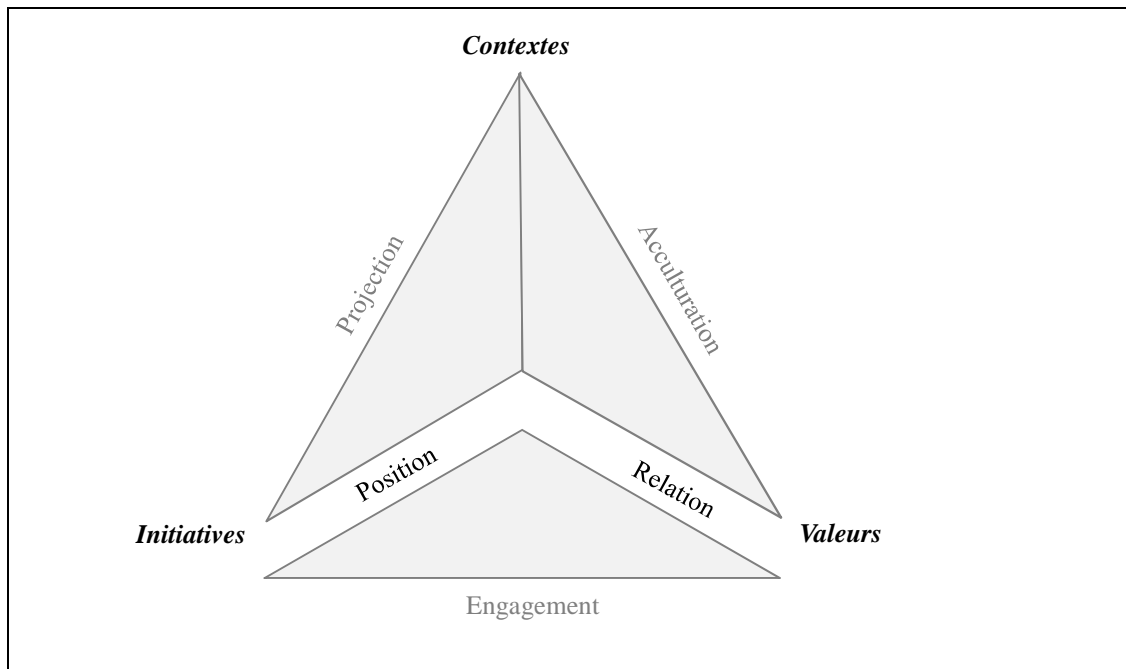 Contextes
Projection
Acculturation
Position
Relation
Initiatives
Valeurs
Engagement